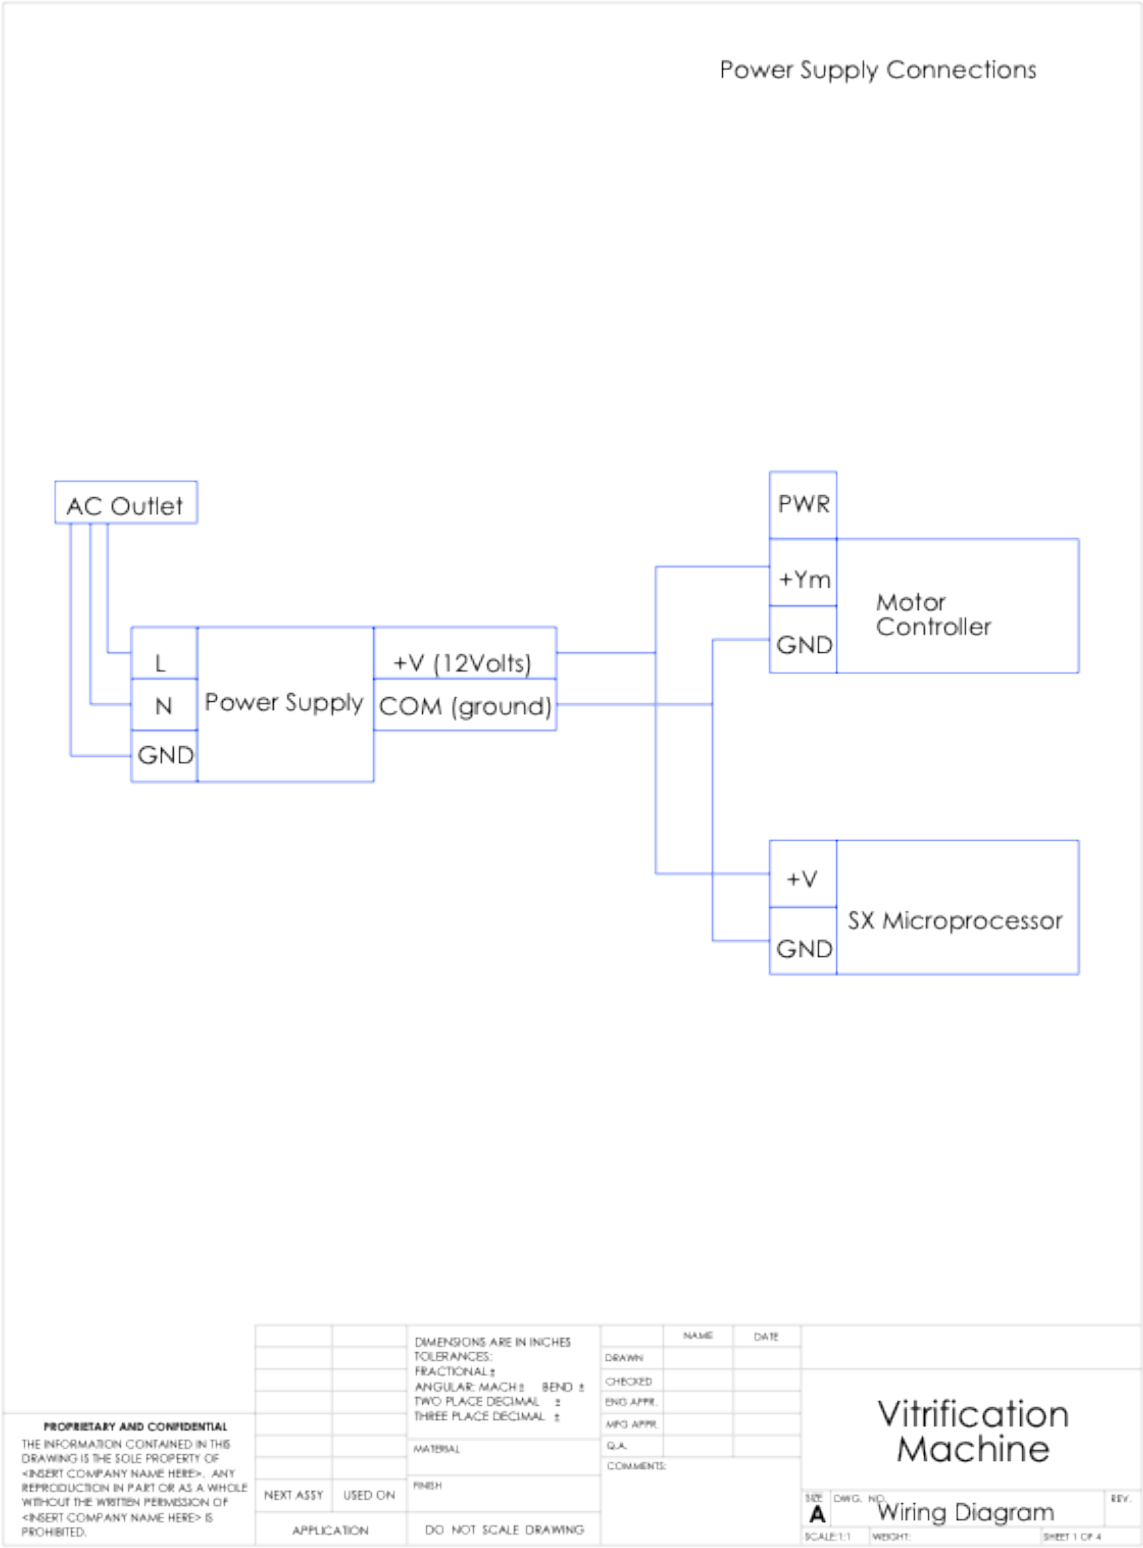 Power Supply Connections
AC Outlet
PWR
+Ym
Motor
Controller
GND
L
+V (12Volts)
N
Power Supply
COM (ground)
GND
+V
SX Microprocessor
GND
NAME
DATE
DIMENSIONS ARE IN INCHES
TOLERANCES:
FRACTIONAL±
ANGULAR: MACH± BEND ±
TWO PLACE DECIMAL ±
THREE PLACE DECIMAL ±
DRAWN
CHECKED
ENG APPR.
MFG APPR.
Q.A.
COMMENTS:
MATERIAL
FINISH
Vitrification
Machine
PROPRIETARY AND CONFIDENTIAL
THE INFORMATION CONTAINED IN THIS
DRAWING IS THE SOLE PROPERTY OF
<INSERT COMPANY NAME HERE>. ANY
REPRODUCTION IN PART OR AS A WHOLE
WITHOUT THE WRITTEN PERMISSION OF
<INSERT COMPANY NAME HERE> IS
PROHIBITED.
NEXT ASSY
USED ON
APPLICATION
DO NOT SCALE DRAWING
SIZE
A
DWG. NO.
Wiring Diagram
REV.
SCALE:1:1
WEIGHT:
SHEET 1 OF 4